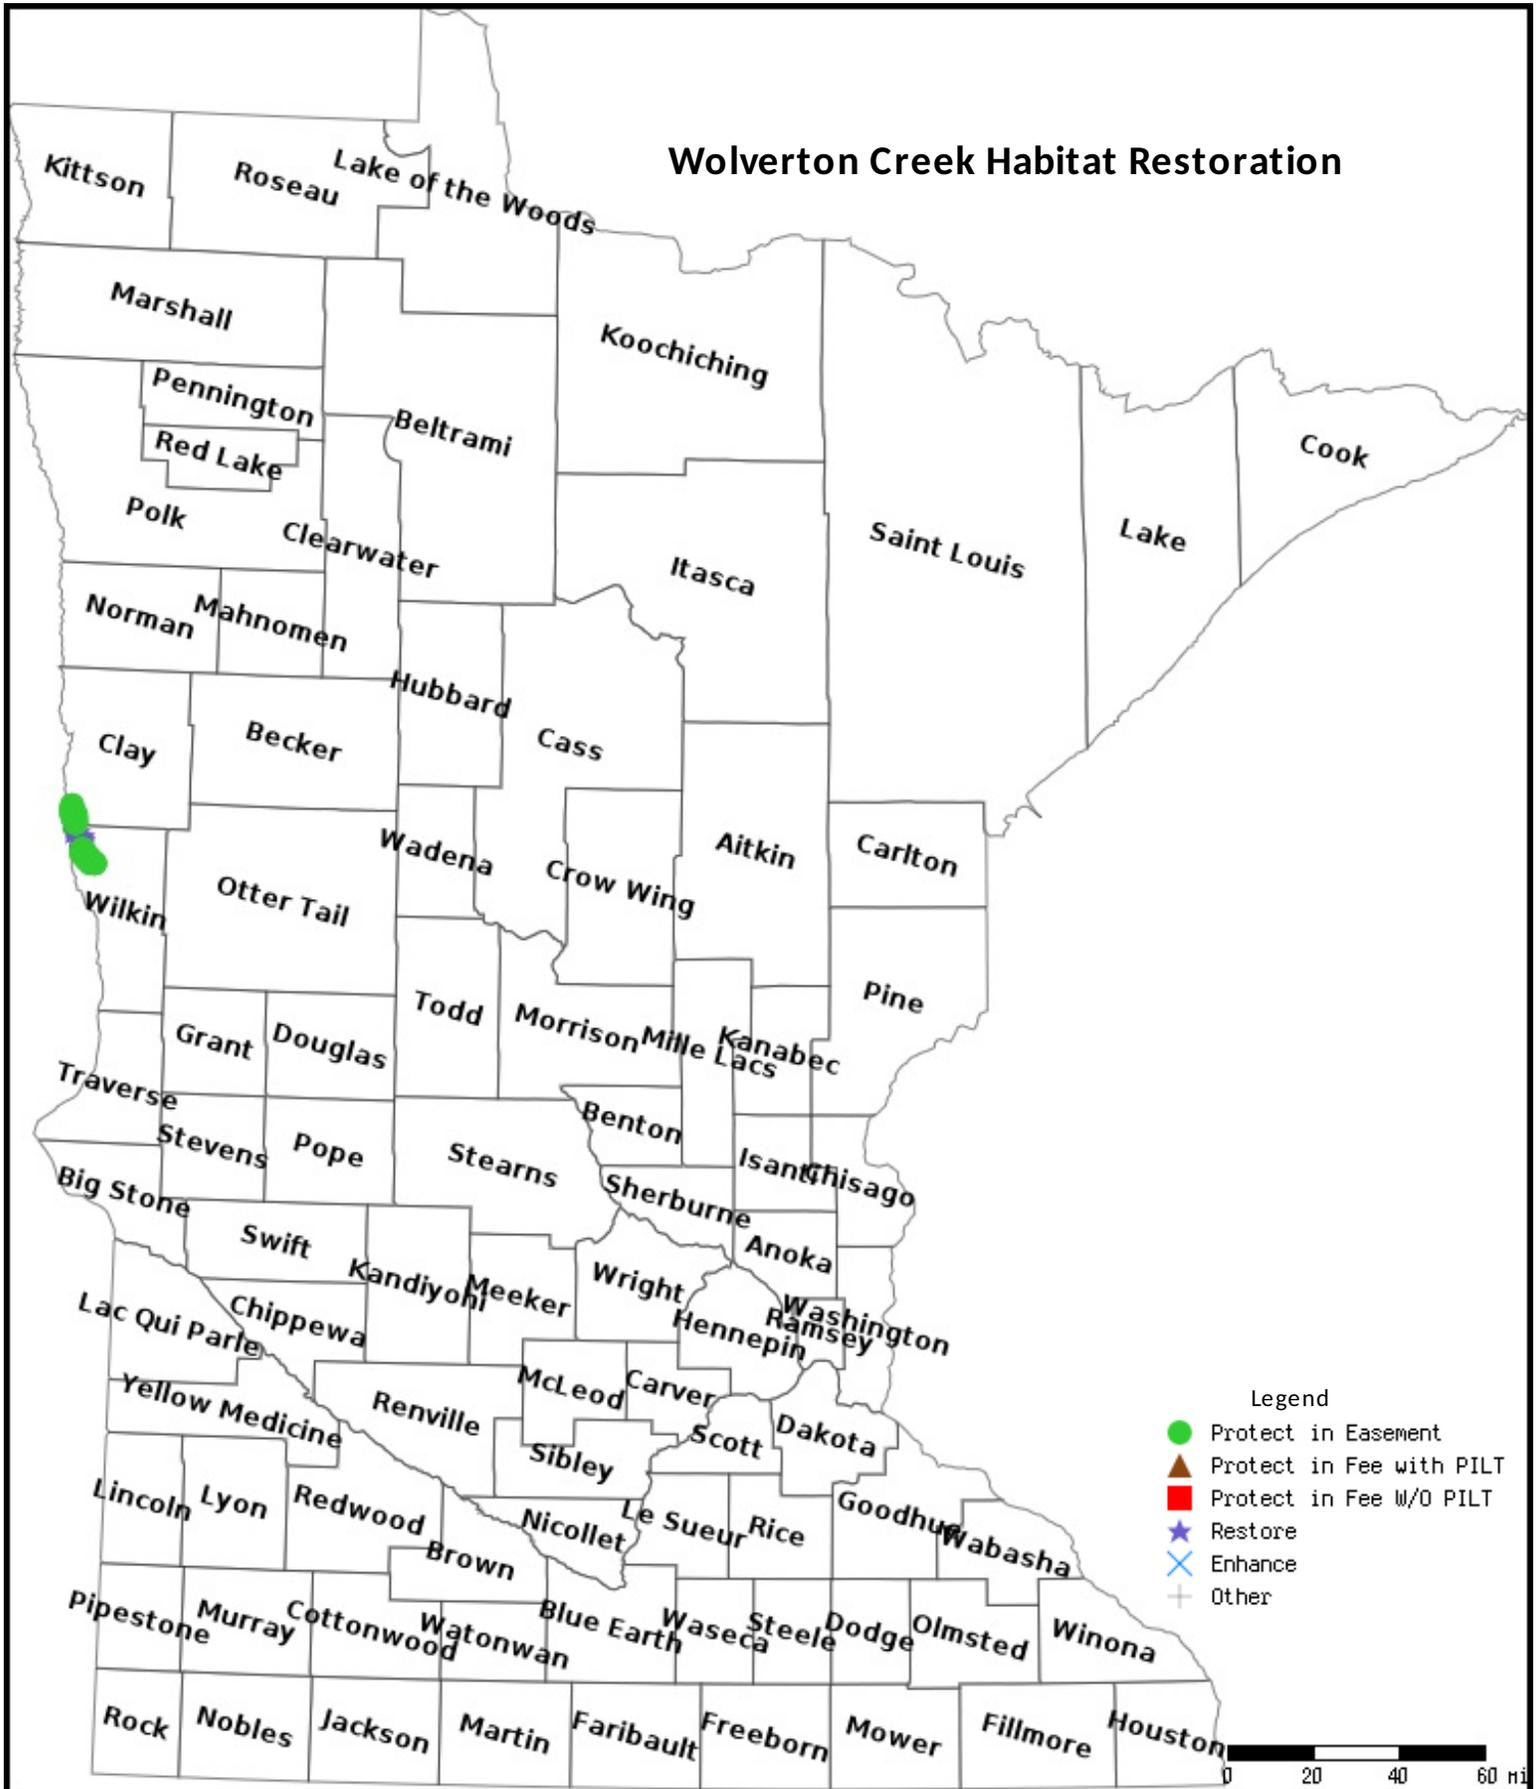 Wolverton Creek Habitat Restoration
Kittson
Roseau
Lake of the Woods
Marshall
Koochiching
Pennington
Beltrami
Red Lake
Cook
Polk
Clearwater
Saint Louis
Lake
Itasca
Norman
Mahnomen
Hubbard
Clay
Becker
Cass
Wadena
Aitkin
Carlton
Crow Wing
Otter Tail
Wilkin
Pine
Todd
Morrison
Mille Lacs
Kanabec
Grant
Douglas
Traverse
Benton
Stevens
Pope
Stearns
Isanti
Chisago
Big Stone
Sherburne
Swift
Anoka
Kandiyohi
Meeker
Wright
Washington
Ramsey
Hennepin
Lac Qui Parle
Chippewa
McLeod
Carver
Yellow Medicine
Renville
Scott
Dakota
Sibley
Lincoln
Lyon
Redwood
Nicollet
Le Sueur
Rice
Goodhue
Wabasha
Brown
Pipestone
Murray
Cottonwood
Watonwan
Blue Earth
Waseca
Steele
Dodge
Olmsted
Winona
Rock
Nobles
Jackson
Martin
Faribault
Freeborn
Mower
Fillmore
Houston
Legend
Protect in Easement
Protect in Fee with PILT
Protect in Fee W/O PILT
Restore
Enhance
Other
0 20 40 60 Mi